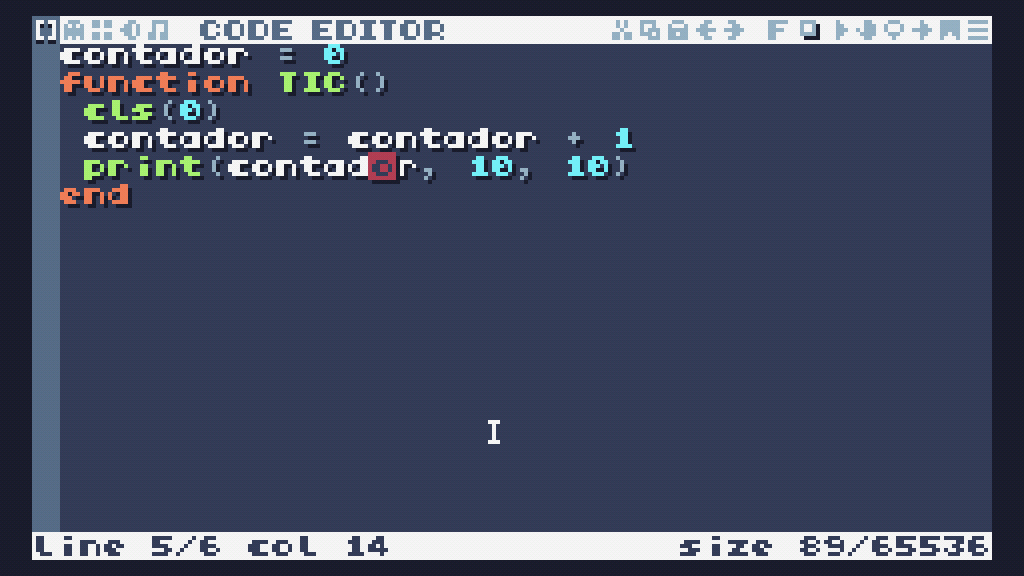 CODE EDITOR F
contador = 0
function TIC()
 cls(0)
 contador = contador + 1
 print(contador, 10, 10)
end
line 5/6 col 14 size 89/65536